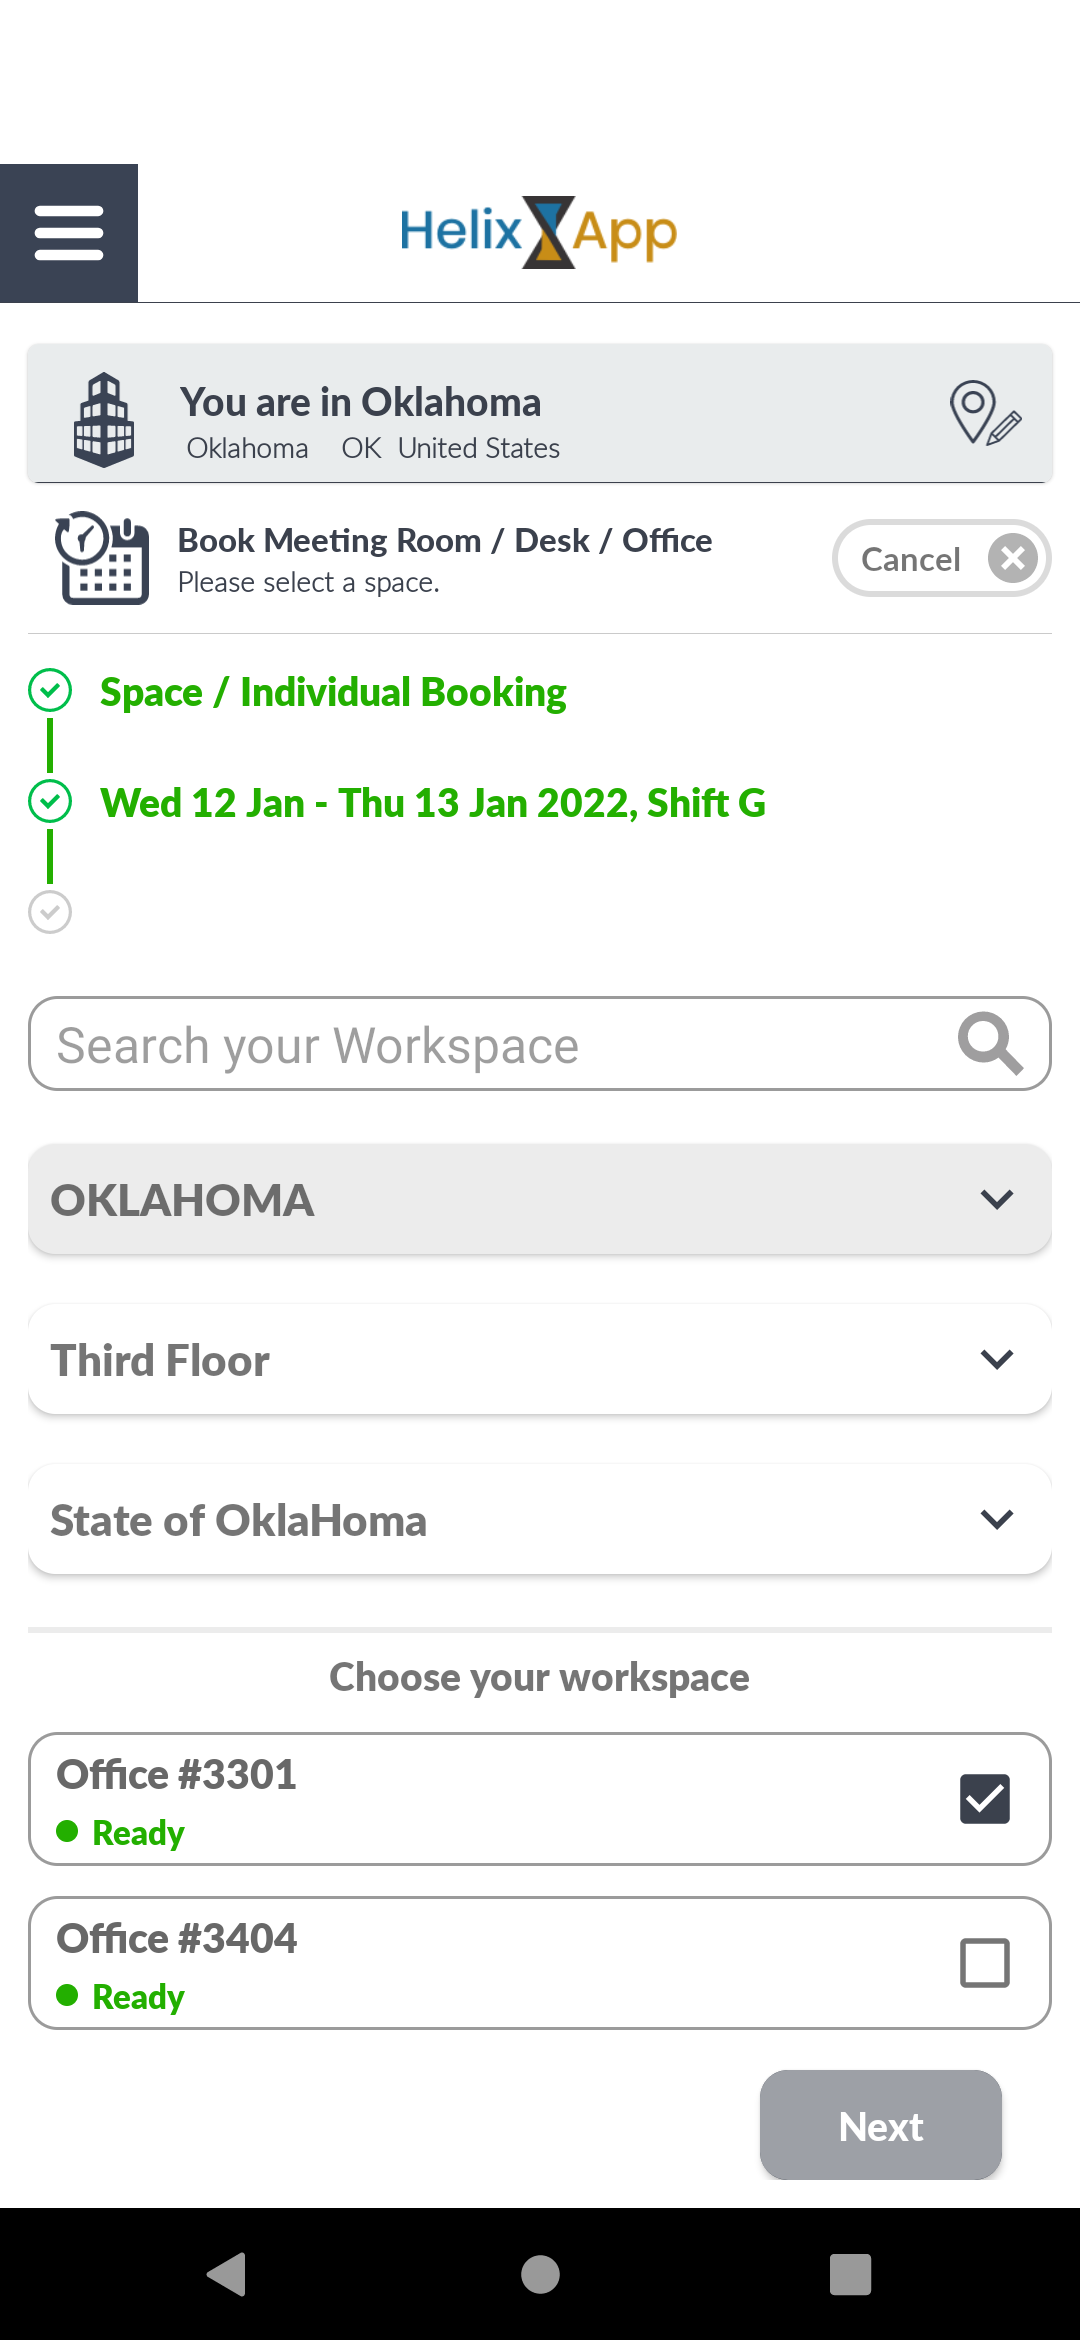 Helix App
You are in Oklahoma
Oklahoma OK United States
Book Meeting Room / Desk / Office
Please select a space.
Cancel
Space / Individual Booking
Wed 12 Jan - Thu 13 Jan 2022, Shift G
Search your Workspace
OKLAHOMA
Third Floor
State of OklaHoma
Choose your workspace
Office #3301
Ready
Office #3404
Ready
Next